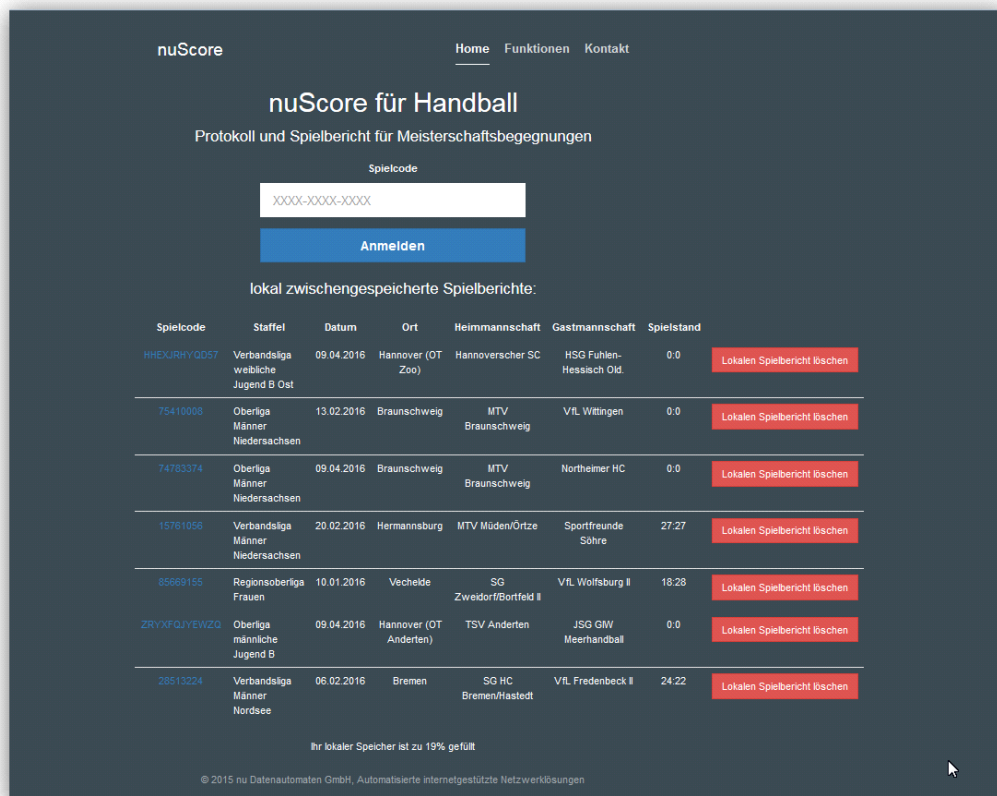 nuScore Home Funktionen Kontakt
nuScore für Handball
Protokoll und Spielbericht für Meisterschaftsbegegnungen
Spielcode
XXXX-XXXX-XXXX
Anmelden
lokal zwischengespeicherte Spielberichte:
Spielcode Staffel Datum Ort Heimmannschaft Gastmannschaft Spielstand
HHEXJRHYQD57 Verbandsliga 09.04.2016 Hannover (OT Hannoverscher SC HSG Fuhlen- 0:0 Lokalen Spielbericht löschen
weibliche Zoo) Hessisch Old.
Jugend B Ost
75410008 Oberliga 13.02.2016 Braunschweig MTV VfL Wittingen 0:0 Lokalen Spielbericht löschen
Männer Braunschweig
Niedersachsen
74783374 Oberliga 09.04.2016 Braunschweig MTV Northeimer HC 0:0 Lokalen Spielbericht löschen
Männer Braunschweig
Niedersachsen
15761056 Verbandsliga 20.02.2016 Hermannsburg MTV Müden/Örtze Sportfreunde 27:27 Lokalen Spielbericht löschen
Männer Söhre
Niedersachsen
85669155 Regionsoberliga 10.01.2016 Vechelde SG VfL Wolfsburg II 18:28 Lokalen Spielbericht löschen
Frauen Zweidorf/Bortfeld II
ZRYXFQJYEWZQ Oberliga 09.04.2016 Hannover (OT TSV Anderten JSG GIW 0:0 Lokalen Spielbericht löschen
männliche Anderten) Meerhandball
Jugend B
28513224 Verbandsliga 06.02.2016 Bremen SG HC VfL Fredenbeck II 24:22 Lokalen Spielbericht löschen
Männer Bremen/Hastedt
Nordsee
Ihr lokaler Speicher ist zu 19% gefüllt
© 2015 nu Datenautomaten GmbH, Automatisierte internetgestützte Netzwerklösungen